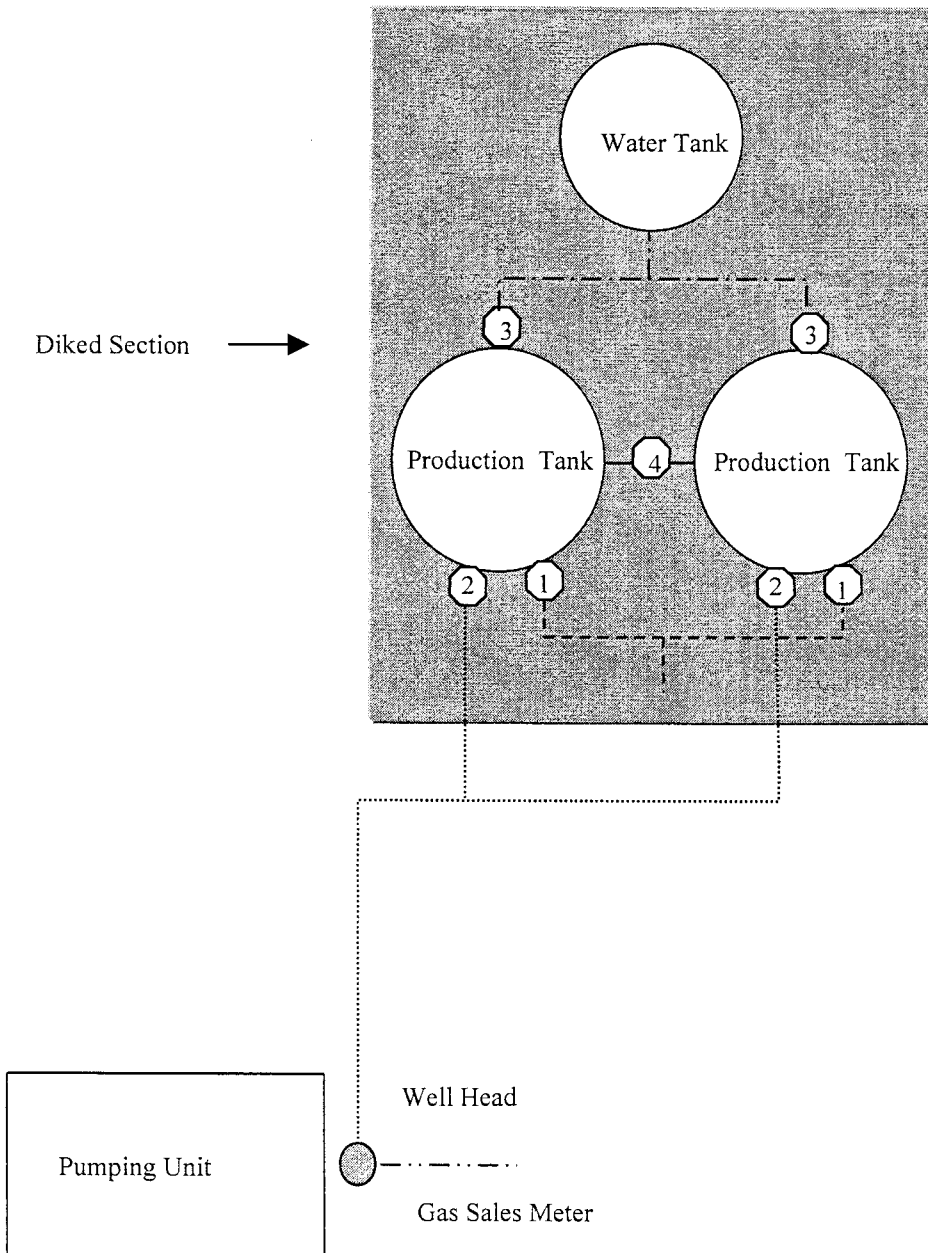 Water Tank
3
3
Diked Section
Production Tank
4
Production Tank
2
1
2
1
Well Head
Pumping Unit
Gas Sales Meter